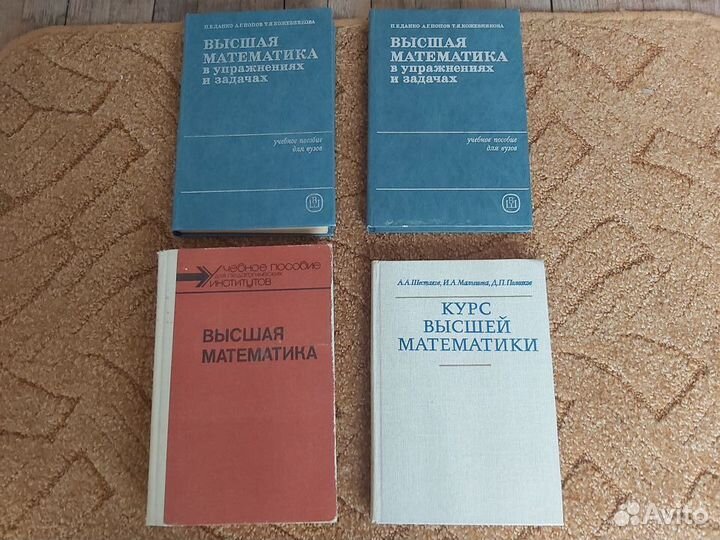 П.Е.ДАНКО А.Г.ПОПОВ Т.Я.КОЖЕВНИКОВА
ВЫСШАЯ
МАТЕМАТИКА
в упражнениях
и задачах
учебное пособие
для вузов
П.Е.ДАНКО А.Г.ПОПОВ Т.Я.КОЖЕВНИКОВА
ВЫСШАЯ
МАТЕМАТИКА
в упражнениях
и задачах
учебное пособие
для вузов
Учебное пособие
для педагогических
институтов
ВЫСШАЯ
МАТЕМАТИКА
А.А.Шестаков, И.А.Малышева, Д.П.Полозков
КУРС
ВЫСШЕЙ
МАТЕМАТИКИ
Avito